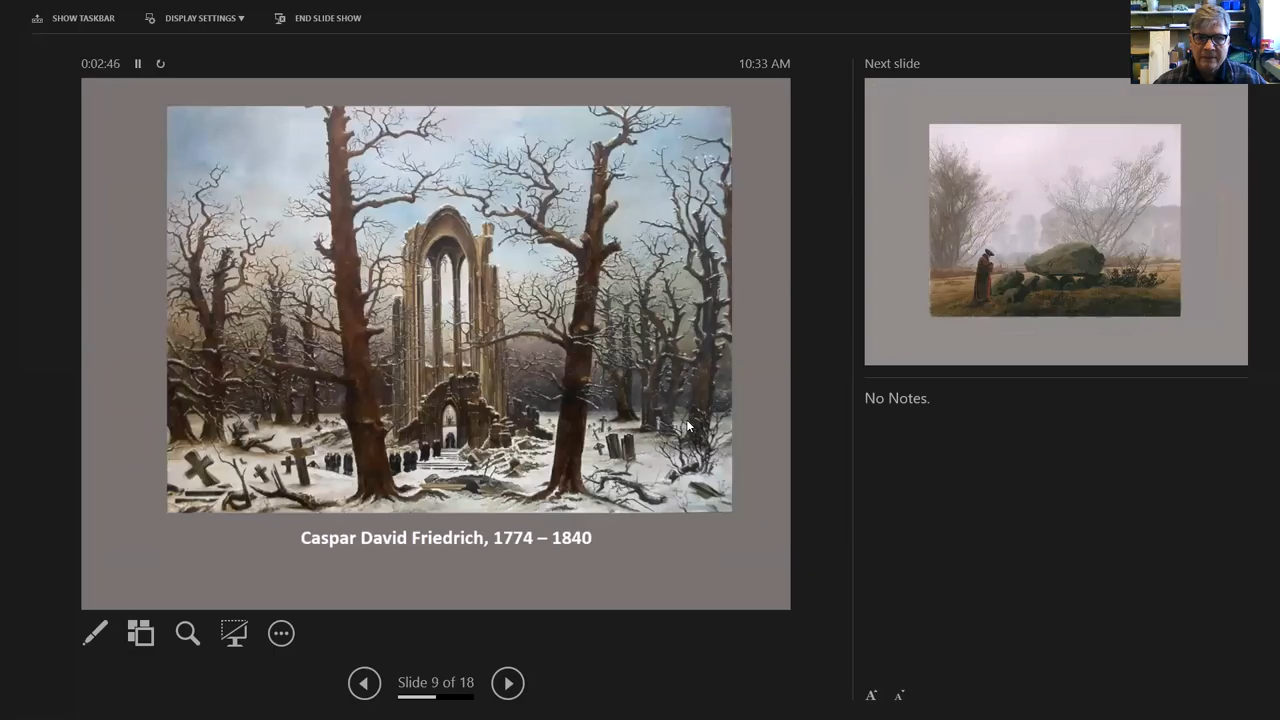 SHOW TASKBAR DISPLAY SETTINGS ▼ END SLIDE SHOW
0:02:46 10:33 AM Next slide
Caspar David Friedrich, 1774 – 1840
No Notes.
Slide 9 of 18
A A